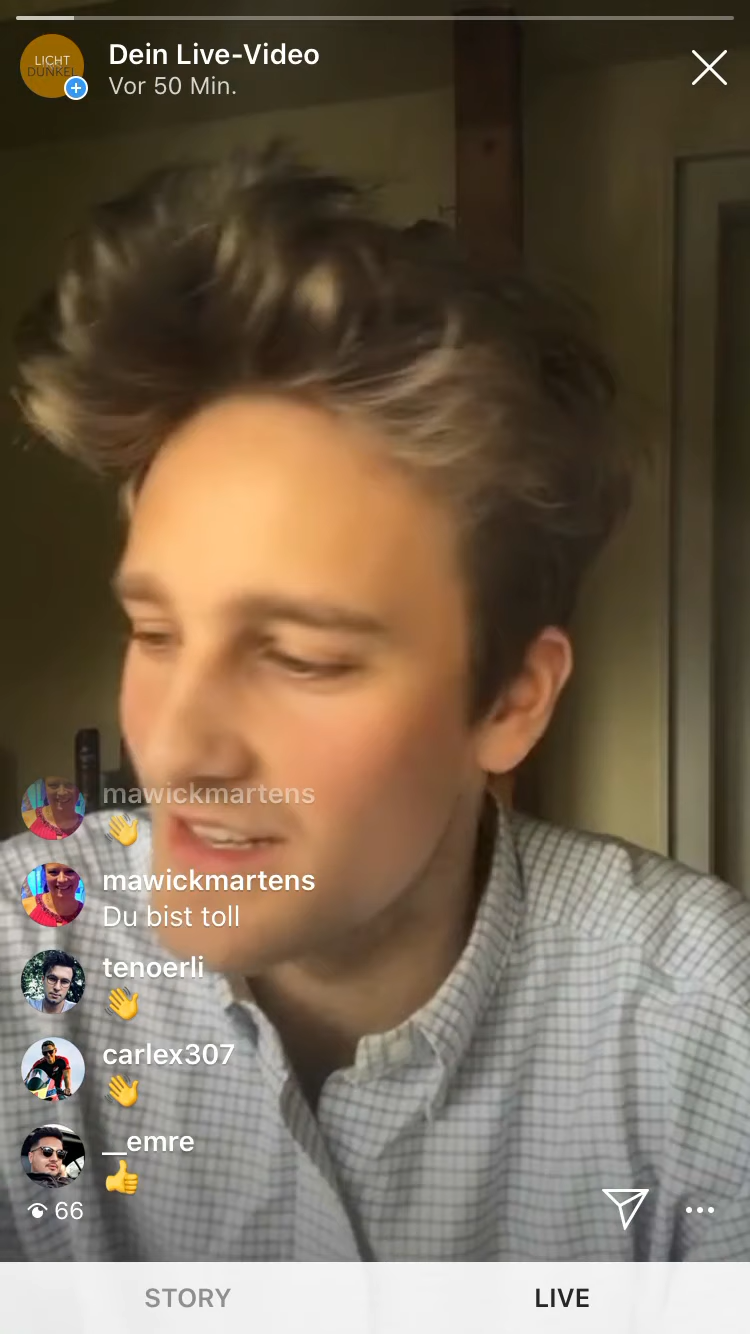 LICHT
DUNKEL
Dein Live-Video
Vor 50 Min.
mawickmartens
👋
mawickmartens
Du bist toll
tenoerli
👋
carlex307
👋
__emre
👍
66
STORY
LIVE